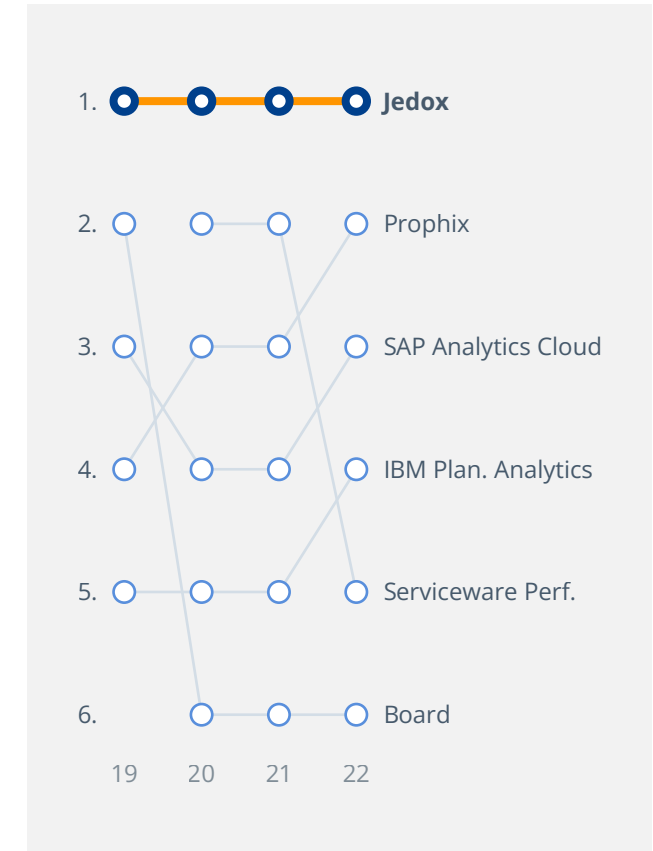 1. Jedox
2. Prophix
3. SAP Analytics Cloud
4. IBM Plan. Analytics
5. Serviceware Perf.
6. Board
19 20 21 22